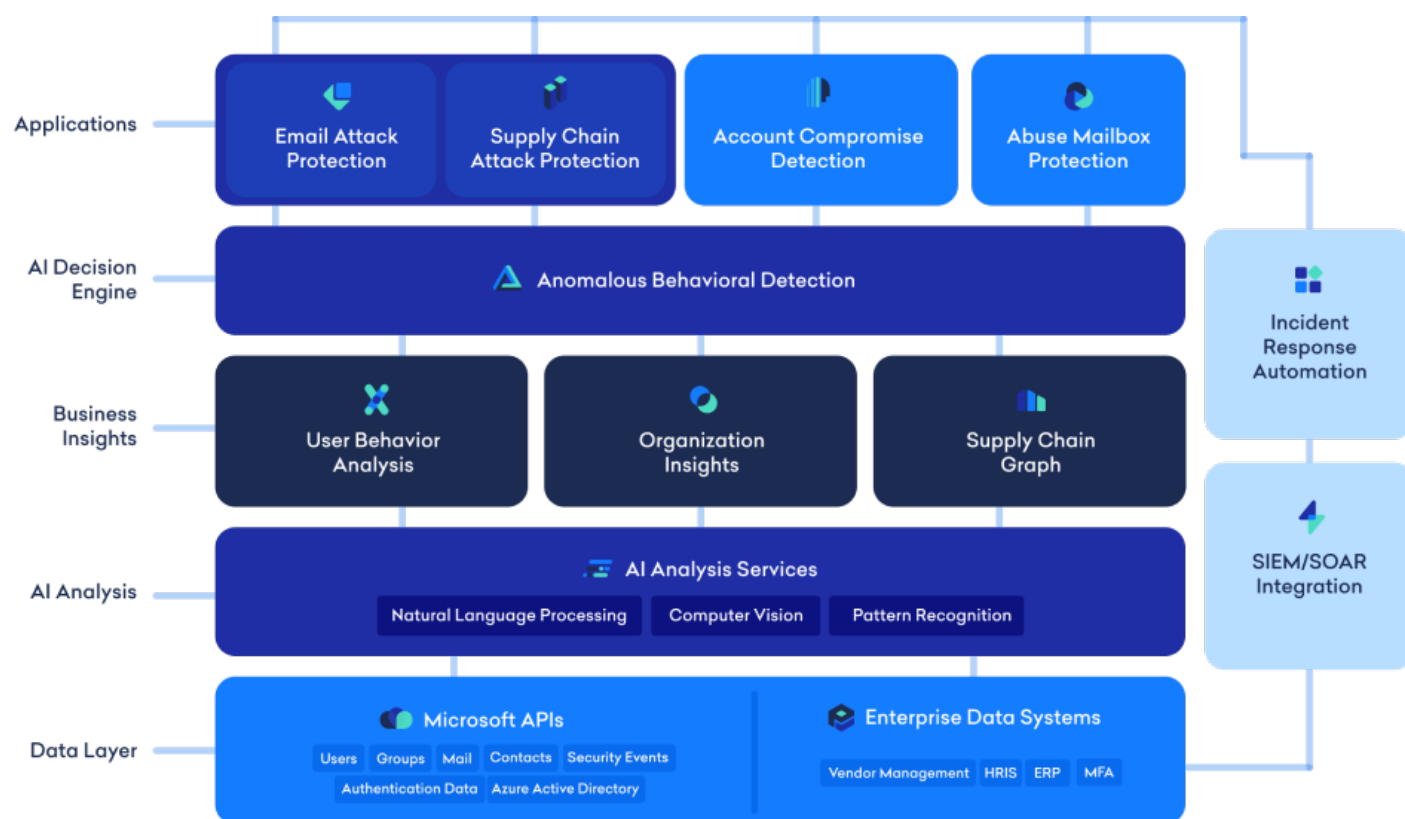 Applications
Email Attack
Protection
Supply Chain
Attack Protection
Account Compromise
Detection
Abuse Mailbox
Protection
AI Decision
Engine
Anomalous Behavioral Detection
Incident
Response
Automation
Business
Insights
User Behavior
Analysis
Organization
Insights
Supply Chain
Graph
SIEM/SOAR
Integration
AI Analysis
AI Analysis Services
Natural Language Processing
Computer Vision
Pattern Recognition
Data Layer
Microsoft APIs
Users
Groups
Mail
Contacts
Security Events
Authentication Data
Azure Active Directory
Enterprise Data Systems
Vendor Management
HRIS
ERP
MFA